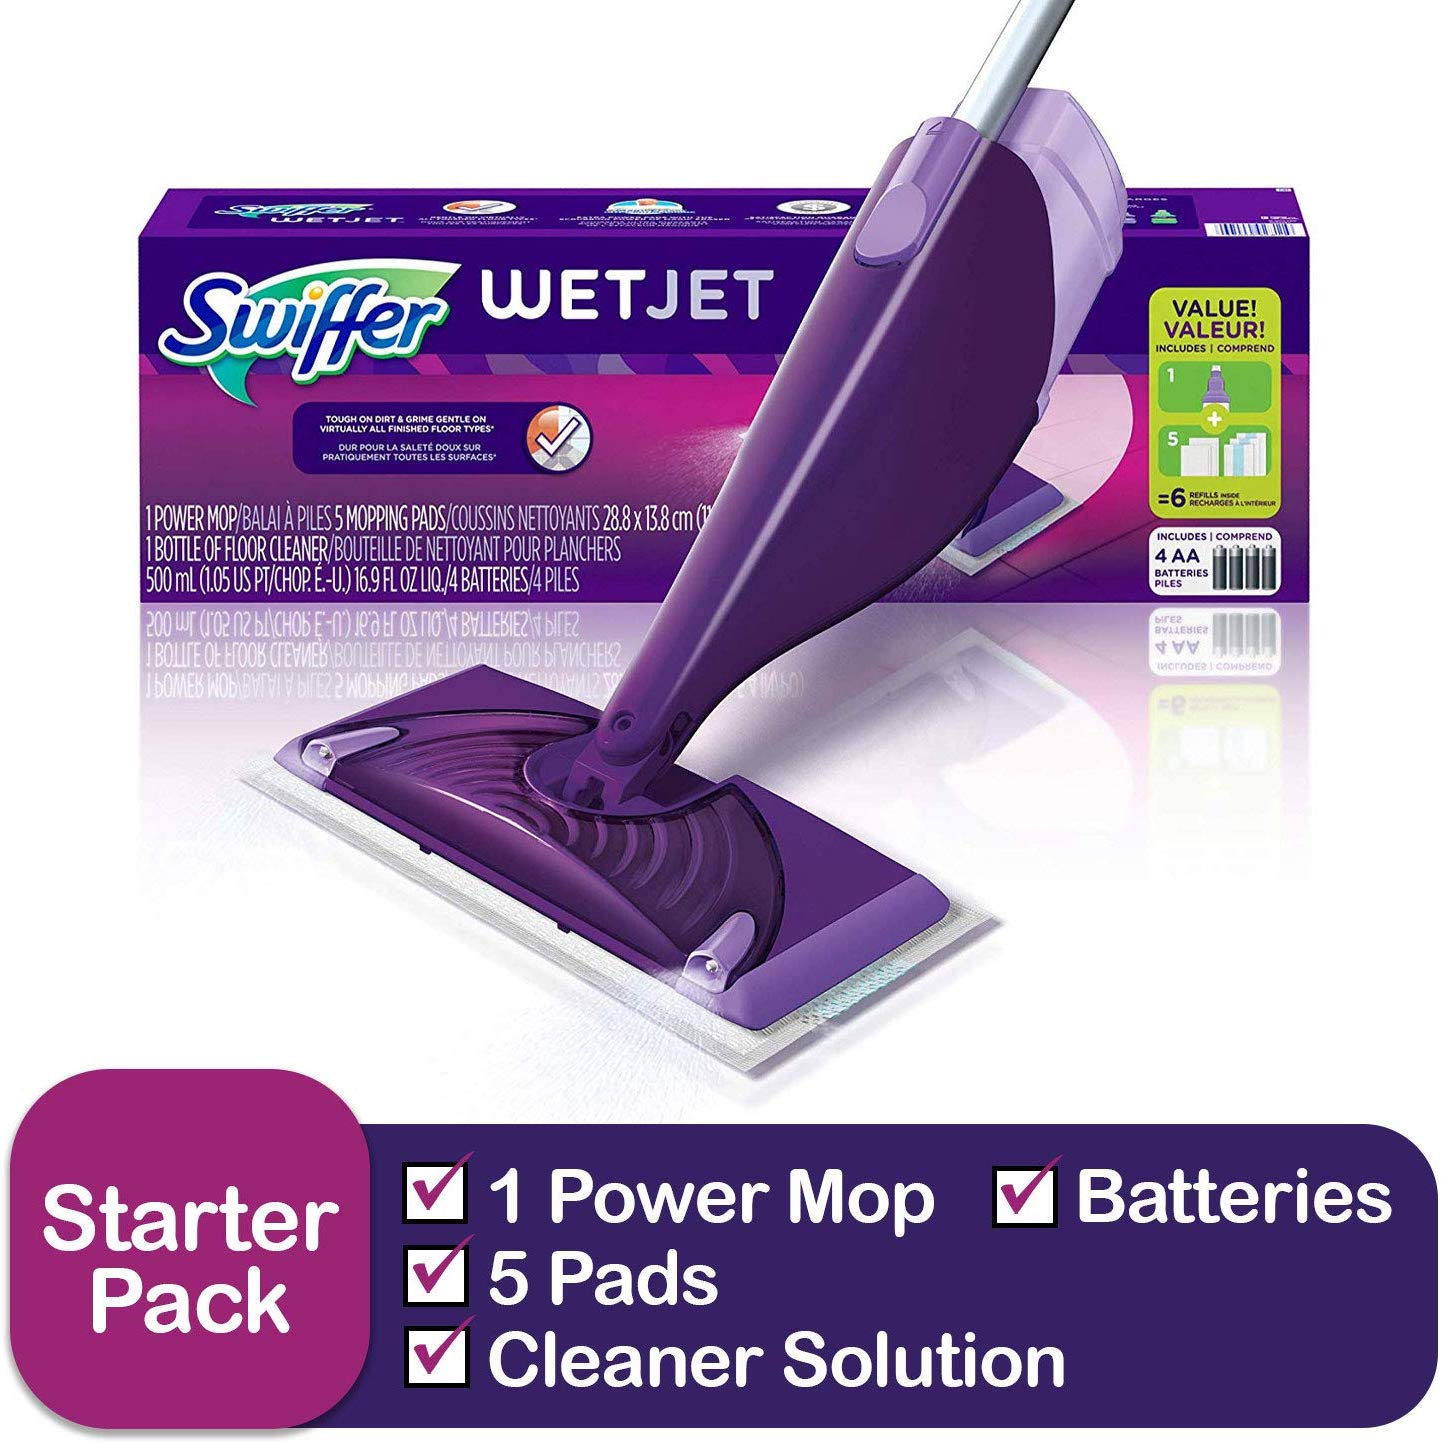 Swiffer
WETJET
Swiffer WETJET
VALUE!
VALEUR!
INCLUDES | COMPREND
1
+
5
=6 REFILLS INSIDE
RECHARGES À L'INTÉRIEUR
INCLUDES | COMPREND
4 AA
BATTERIES
PILES
TOUGH ON DIRT & GRIME GENTLE ON
VIRTUALLY ALL FINISHED FLOOR TYPES*
DUR POUR LA SALETÉ DOUX SUR
PRATIQUEMENT TOUTES LES SURFACES*
1 POWER MOP/BALAI À PILES 5 MOPPING PADS/COUSSINS NETTOYANTS 28.8 x 13.8 cm
1 BOTTLE OF FLOOR CLEANER/BOUTEILLE DE NETTOYANT POUR PLANCHERS
500 mL (1.05 US PT/CHOP. É.-U.) 16.9 FL OZ LIQ./4 BATTERIES/4 PILES
Starter
Pack
1 Power Mop
Batteries
5 Pads
Cleaner Solution